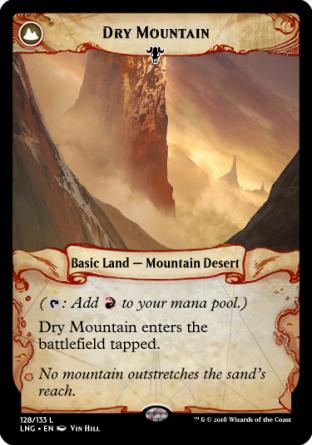 Dry Mountain
Basic Land — Mountain Desert
( : Add to your mana pool.)
Dry Mountain enters the
battlefield tapped.
No mountain outstretches the sand's
reach.
128/133 L
LNG • EN Vin Hill
™ & © 2018 Wizards of the Coast